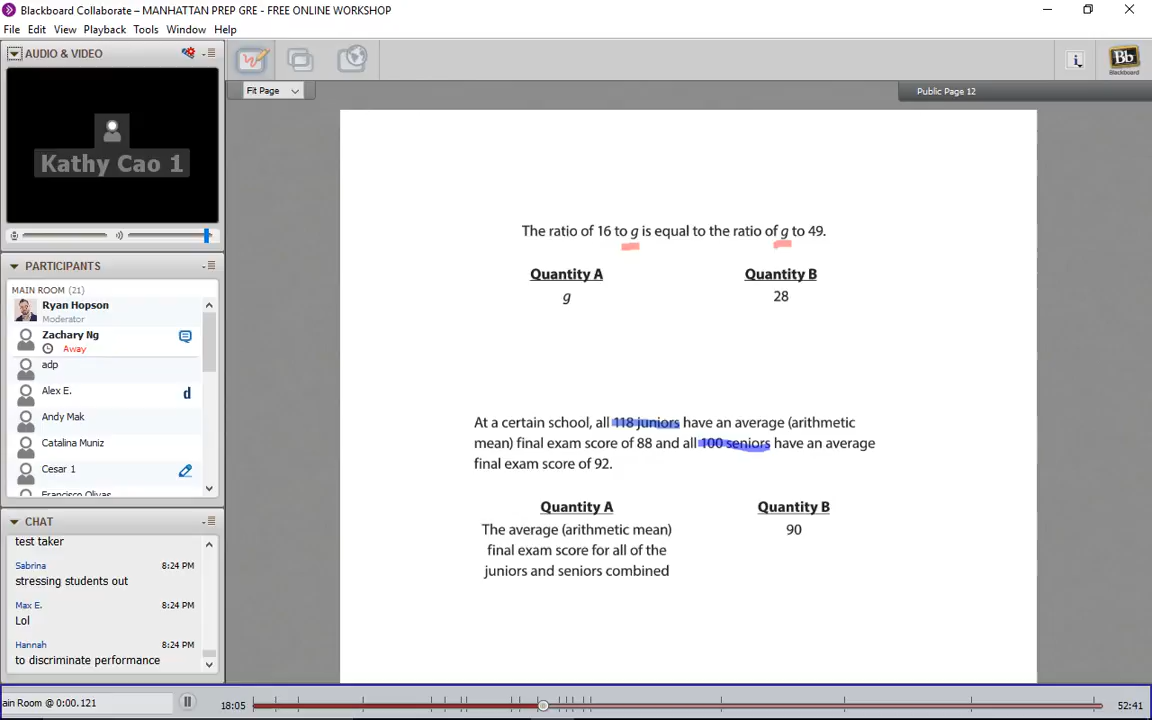 Blackboard Collaborate – MANHATTAN PREP GRE - FREE ONLINE WORKSHOP
File Edit View Playback Tools Window Help
AUDIO & VIDEO
Kathy Cao 1
Fit Page
Public Page 12
i
Bb
Blackboard
PARTICIPANTS
MAIN ROOM (21)
Ryan Hopson
Moderator
Zachary Ng
Away
adp
Alex E.
d
Andy Mak
Catalina Muniz
Cesar 1
Francisco Olivas
CHAT
test taker
Sabrina 8:24 PM
stressing students out
Max E. 8:24 PM
Lol
Hannah 8:24 PM
to discriminate performance
The ratio of 16 to g is equal to the ratio of g to 49.
Quantity A Quantity B
g 28
At a certain school, all 118 juniors have an average (arithmetic
mean) final exam score of 88 and all 100 seniors have an average
final exam score of 92.
Quantity A Quantity B
The average (arithmetic mean) 90
final exam score for all of the
juniors and seniors combined
ain Room @ 0:00.121
18:05
52:41